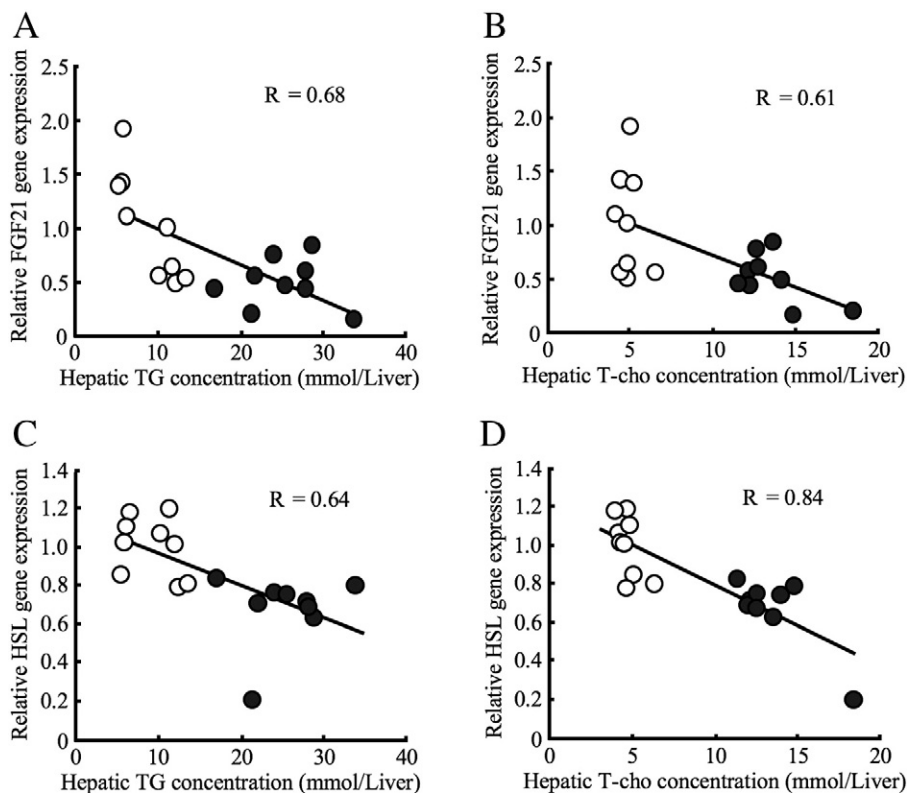 A
Relative FGF21 gene expression
2.5
2.0
1.5
1.0
0.5
0
R = 0.68
0 10 20 30 40
Hepatic TG concentration (mmol/Liver)
B
Relative FGF21 gene expression
2.5
2.0
1.5
1.0
0.5
0
R = 0.61
0 5 10 15 20
Hepatic T-cho concentration (mmol/Liver)
C
Relative HSL gene expression
1.4
1.2
1.0
0.8
0.6
0.4
0.2
0
R = 0.64
0 10 20 30 40
Hepatic TG concentration (mmol/Liver)
D
Relative HSL gene expression
1.4
1.2
1.0
0.8
0.6
0.4
0.2
0
R = 0.84
0 5 10 15 20
Hepatic T-cho concentration (mmol/Liver)